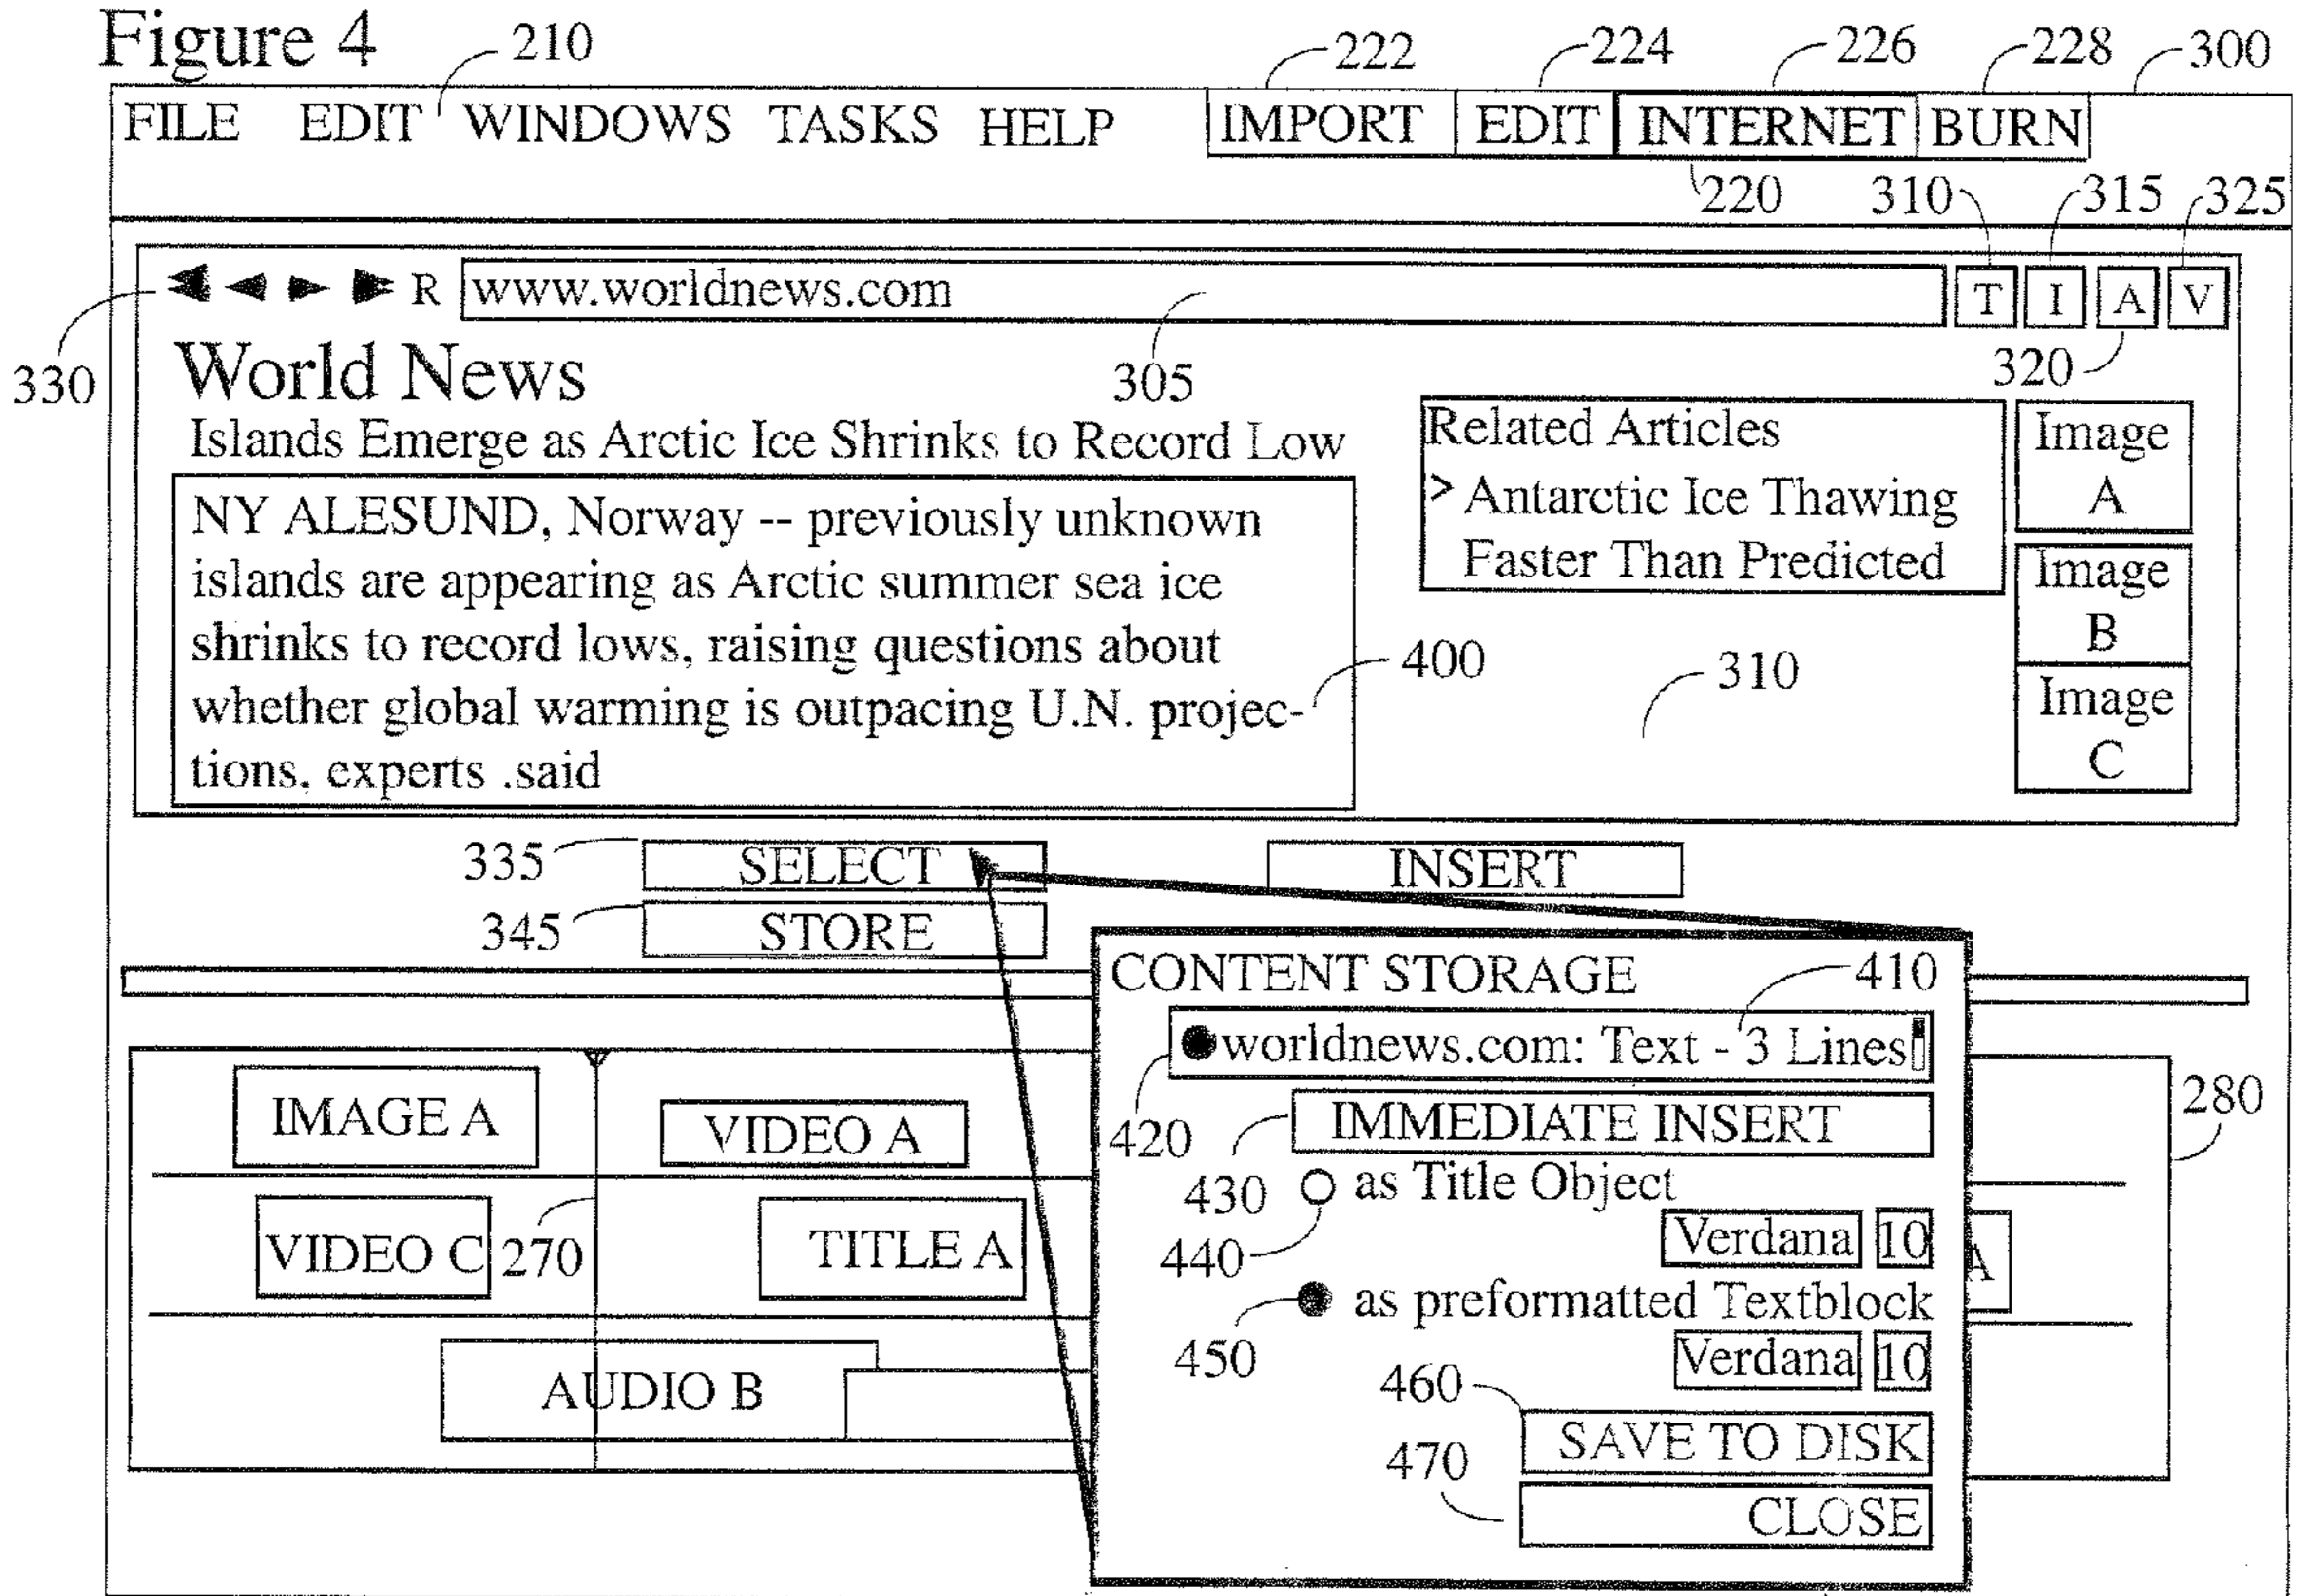 Figure 4
210
222
224
226
228
300
FILE EDIT WINDOWS TASKS HELP
IMPORT EDIT INTERNET BURN
220
310
315
325
R www.worldnews.com
T I A V
330
World News
305
320
Islands Emerge as Arctic Ice Shrinks to Record Low
NY ALESUND, Norway -- previously unknown
islands are appearing as Arctic summer sea ice
shrinks to record lows, raising questions about
whether global warming is outpacing U.N. projec-
tions, experts .said
400
Related Articles
> Antarctic Ice Thawing
Faster Than Predicted
310
Image
A
Image
B
Image
C
335
SELECT
INSERT
345
STORE
CONTENT STORAGE
410
worldnews.com: Text - 3 Lines
420
IMMEDIATE INSERT
430
as Title Object
440
Verdana 10
as preformatted Textblock
450
Verdana 10
460
SAVE TO DISK
470
CLOSE
IMAGE A
VIDEO A
280
VIDEO C
270
TITLE A
A
AUDIO B